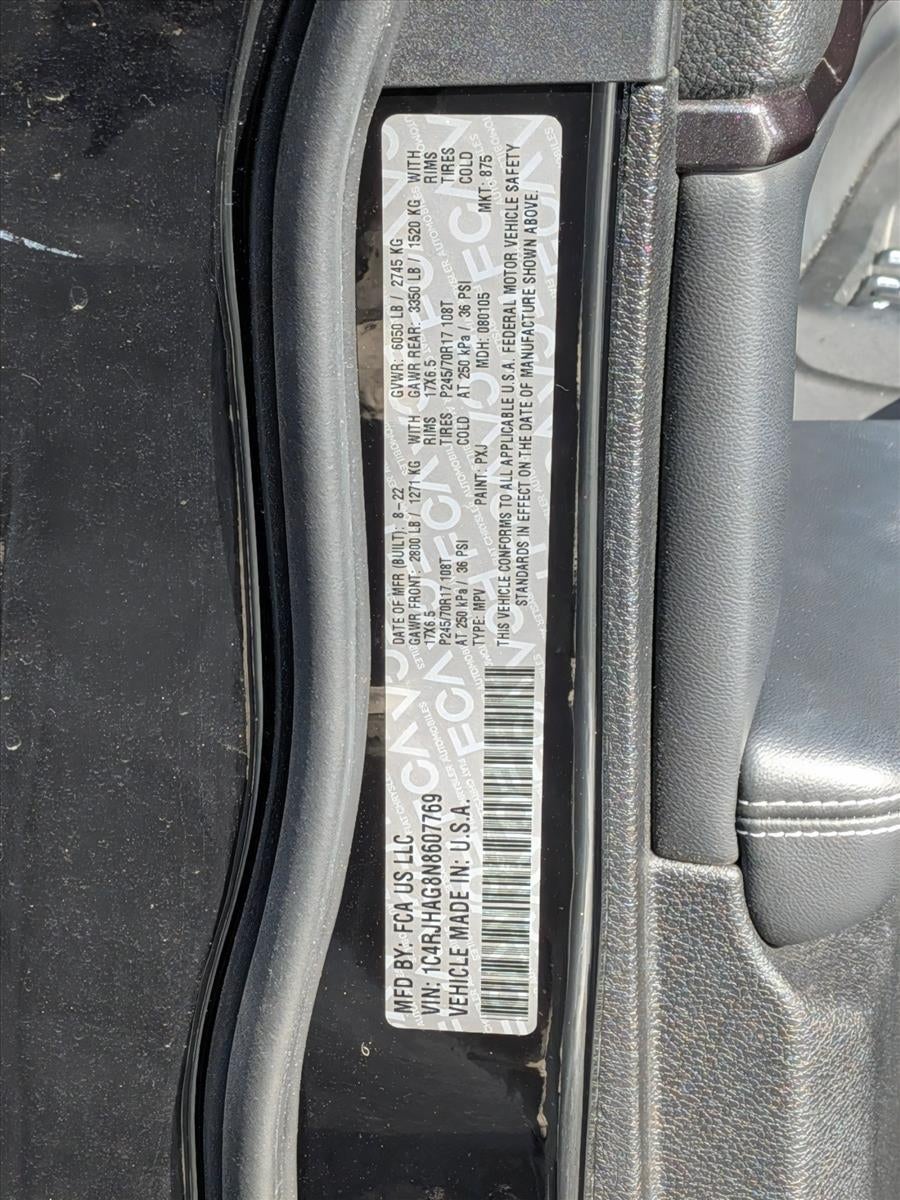 MFD BY: FCA US LLC
VIN: 1C4RJHAG8N8607769
VEHICLE MADE IN: U.S.A.
DATE OF MFR (BUILT): 8-22 GVWR: 6050 LB / 2745 KG
GAWR FRONT: 2800 LB / 1271 KG WITH GAWR REAR: 3350 LB / 1520 KG WITH
17X6.5 RIMS 17X6.5 RIMS
P245/70R17 108T TIRES P245/70R17 108T TIRES
AT 250 kPa / 36 PSI COLD AT 250 kPa / 36 PSI COLD
TYPE: MPV PAINT: PXJ MDH: 080105 MKT: 875
THIS VEHICLE CONFORMS TO ALL APPLICABLE U.S.A. FEDERAL MOTOR VEHICLE SAFETY
STANDARDS IN EFFECT ON THE DATE OF MANUFACTURE SHOWN ABOVE.